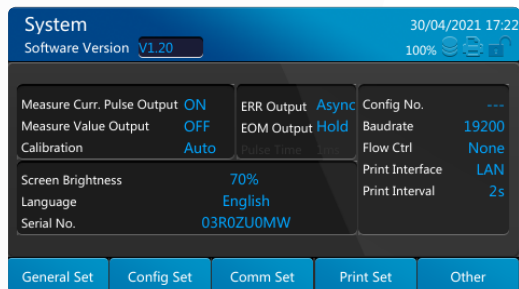 System
30/04/2021 17:22
Software Version V1.20
100%
Measure Curr. Pulse Output ON
Measure Value Output OFF
Calibration Auto
ERR Output Async
EOM Output Hold
Pulse Time
Config No. ---
Baudrate 19200
Flow Ctrl None
Print Interface LAN
Print Interval 2s
Screen Brightness 70%
Language English
Serial No. 03R0ZU0MW
General Set
Config Set
Comm Set
Print Set
Other